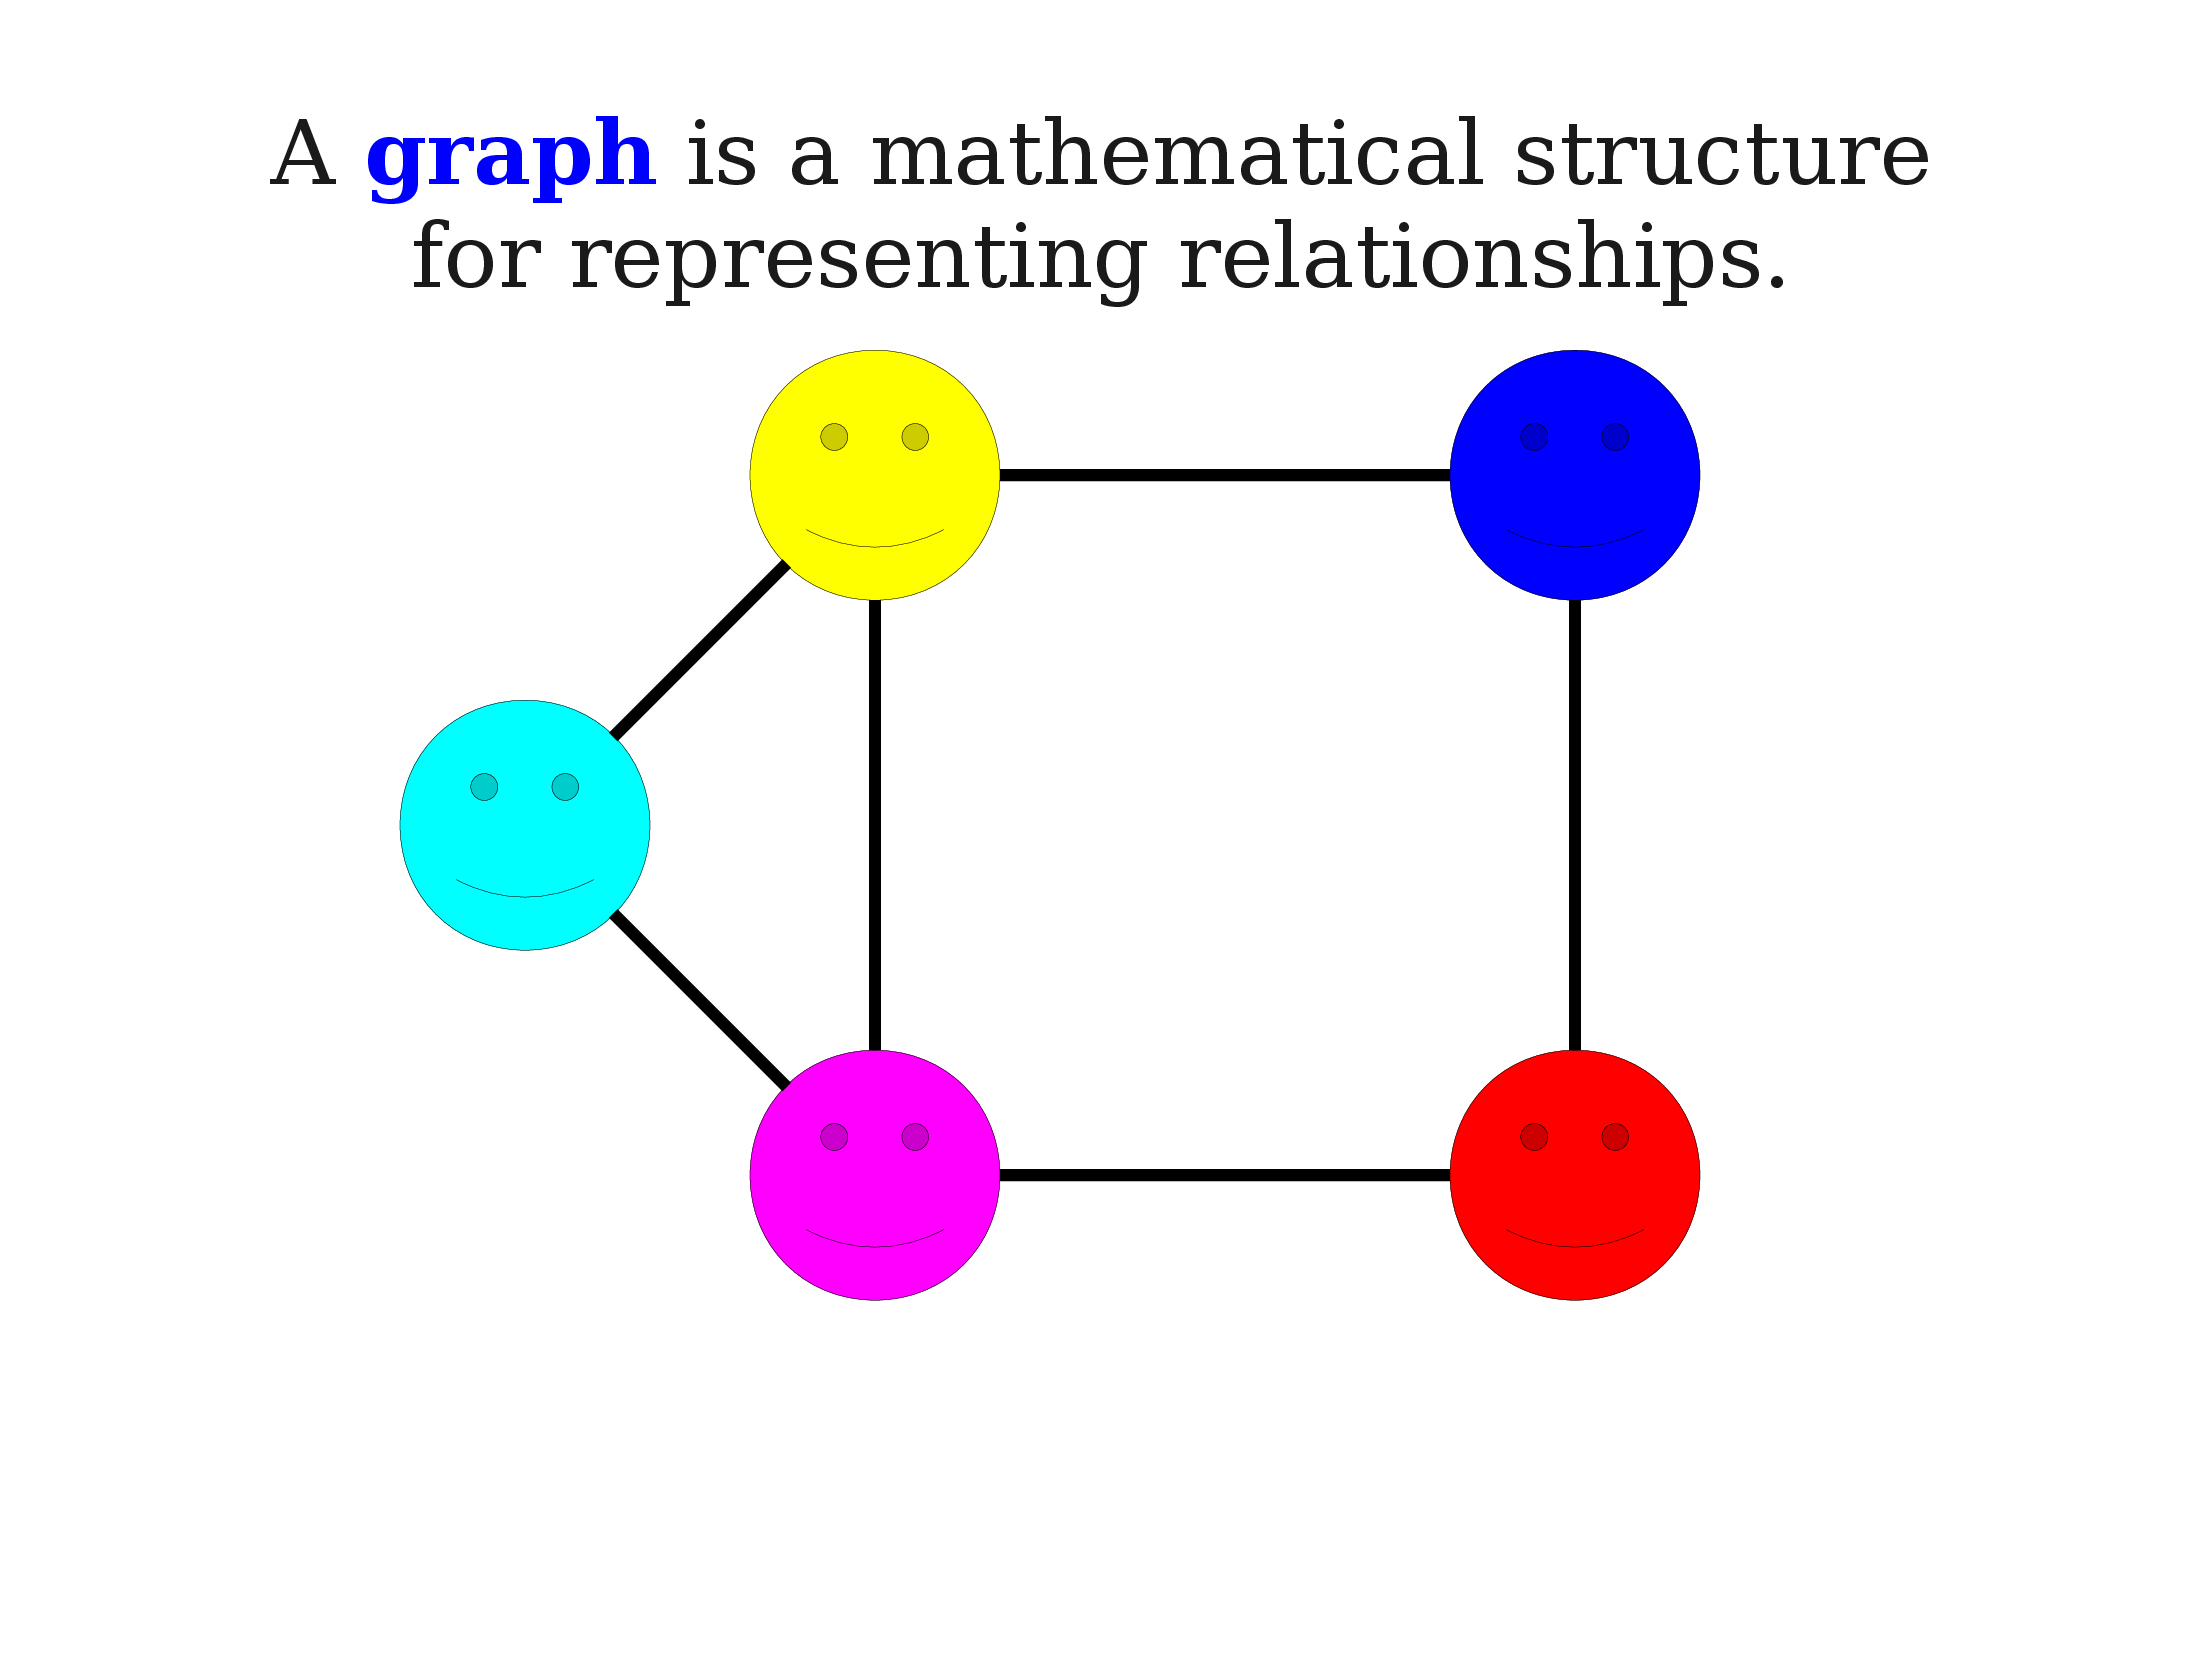 A graph is a mathematical structure
for representing relationships.